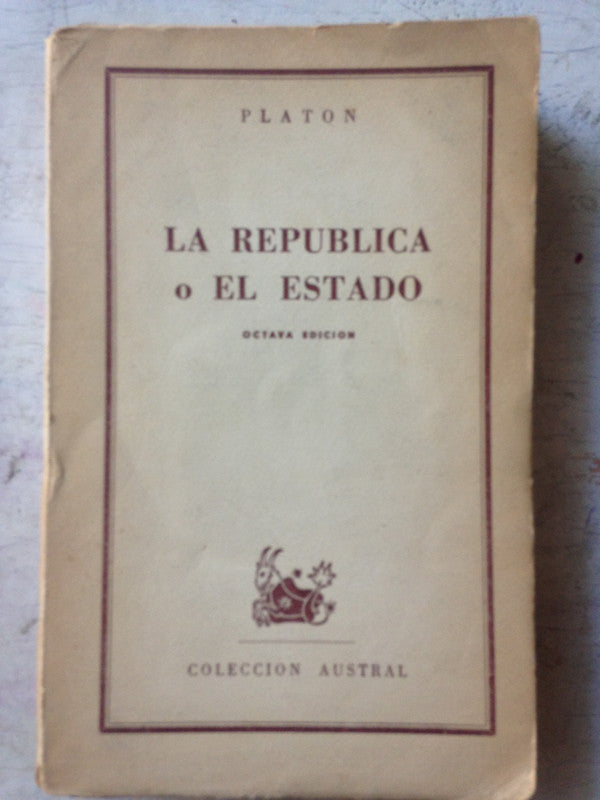 PLATON
LA REPUBLICA
o EL ESTADO
OCTAVA EDICION
COLECCION AUSTRAL